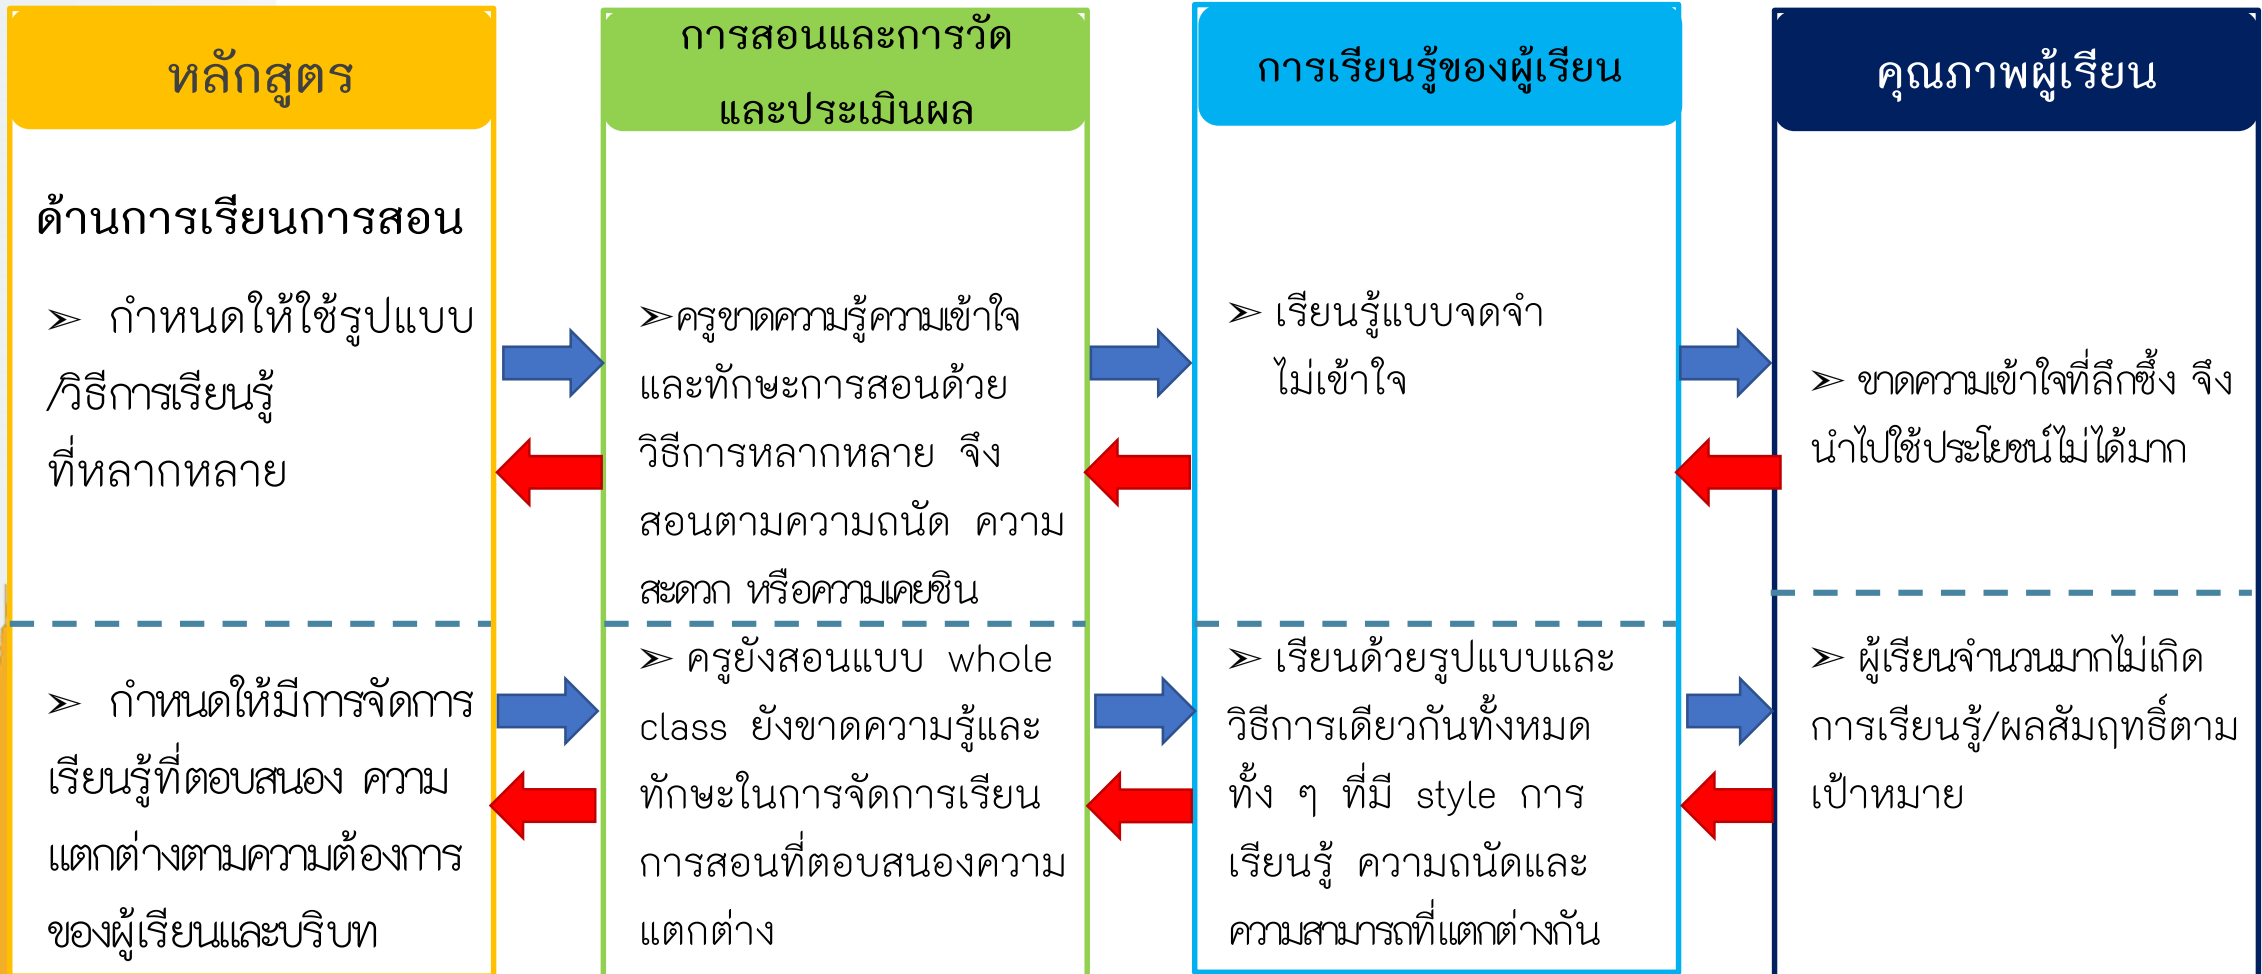 หลักสูตร
ด้านการเรียนการสอน
➢ กำหนดให้ใช้รูปแบบ
/วิธีการเรียนรู้
ที่หลากหลาย
➢ กำหนดให้มีการจัดการ
เรียนรู้ที่ตอบสนอง ความ
แตกต่างตามความต้องการ
ของผู้เรียนและบริบท
การสอนและการวัด
และประเมินผล
➢ครูขาดความรู้ความเข้าใจ
และทักษะการสอนด้วย
วิธีการหลากหลาย จึง
สอนตามความถนัด ความ
สะดวก หรือความเคยชิน
➢ ครูยังสอนแบบ whole
class ยังขาดความรู้และ
ทักษะในการจัดการเรียน
การสอนที่ตอบสนองความ
แตกต่าง
การเรียนรู้ของผู้เรียน
➢ เรียนรู้แบบจดจำ
ไม่เข้าใจ
➢ เรียนด้วยรูปแบบและ
วิธีการเดียวกันทั้งหมด
ทั้ง ๆ ที่มี style การ
เรียนรู้ ความถนัดและ
ความสามารถที่แตกต่างกัน
คุณภาพผู้เรียน
➢ ขาดความเข้าใจที่ลึกซึ้ง จึง
นำไปใช้ประโยชน์ไม่ได้มาก
➢ ผู้เรียนจำนวนมากไม่เกิด
การเรียนรู้/ผลสัมฤทธิ์ตาม
เป้าหมาย